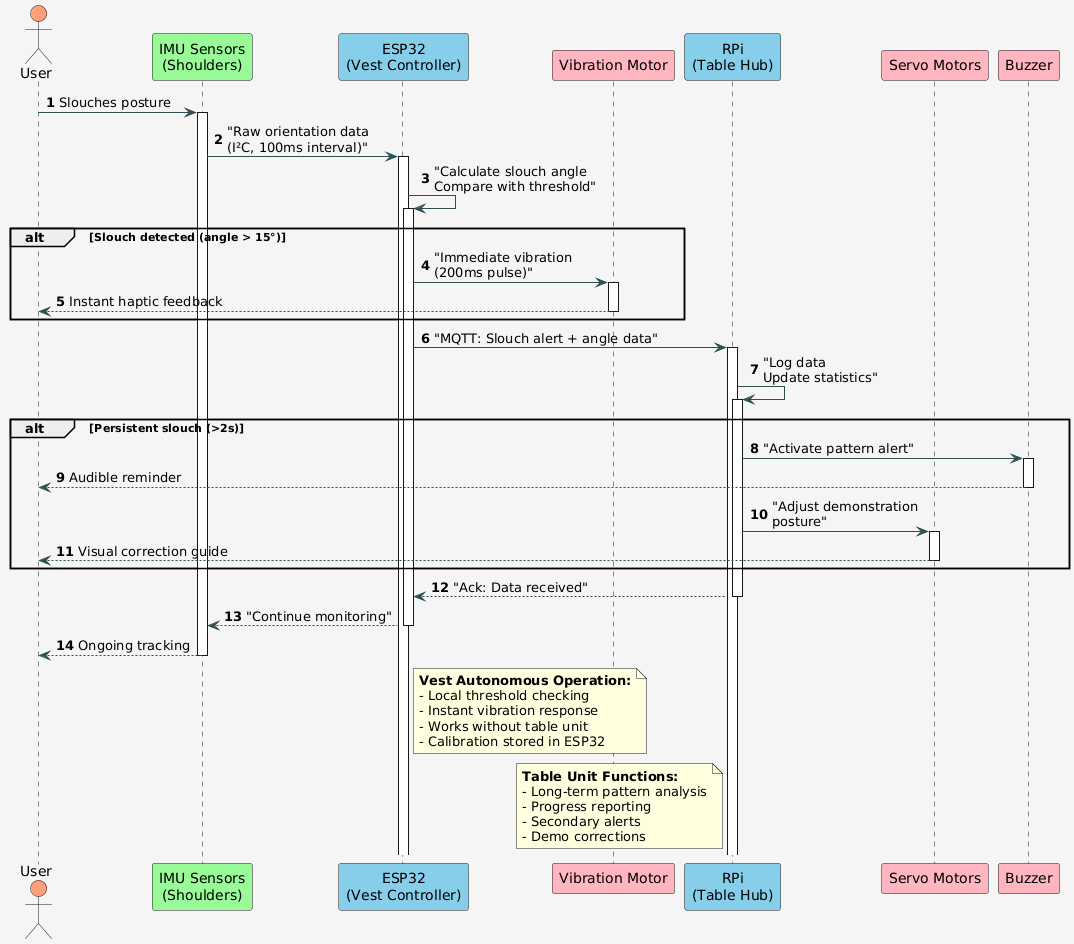 User
IMU Sensors
(Shoulders)
ESP32
(Vest Controller)
Vibration Motor
RPi
(Table Hub)
Servo Motors
Buzzer
1 Slouches posture
2 "Raw orientation data
(I²C, 100ms interval)"
3 "Calculate slouch angle
Compare with threshold"
alt [Slouch detected (angle > 15°)]
4 "Immediate vibration
(200ms pulse)"
5 Instant haptic feedback
6 "MQTT: Slouch alert + angle data"
7 "Log data
Update statistics"
alt [Persistent slouch (>2s)]
8 "Activate pattern alert"
9 Audible reminder
10 "Adjust demonstration
posture"
11 Visual correction guide
12 "Ack: Data received"
13 "Continue monitoring"
14 Ongoing tracking
Vest Autonomous Operation:
- Local threshold checking
- Instant vibration response
- Works without table unit
- Calibration stored in ESP32
Table Unit Functions:
- Long-term pattern analysis
- Progress reporting
- Secondary alerts
- Demo corrections
User
IMU Sensors
(Shoulders)
ESP32
(Vest Controller)
Vibration Motor
RPi
(Table Hub)
Servo Motors
Buzzer